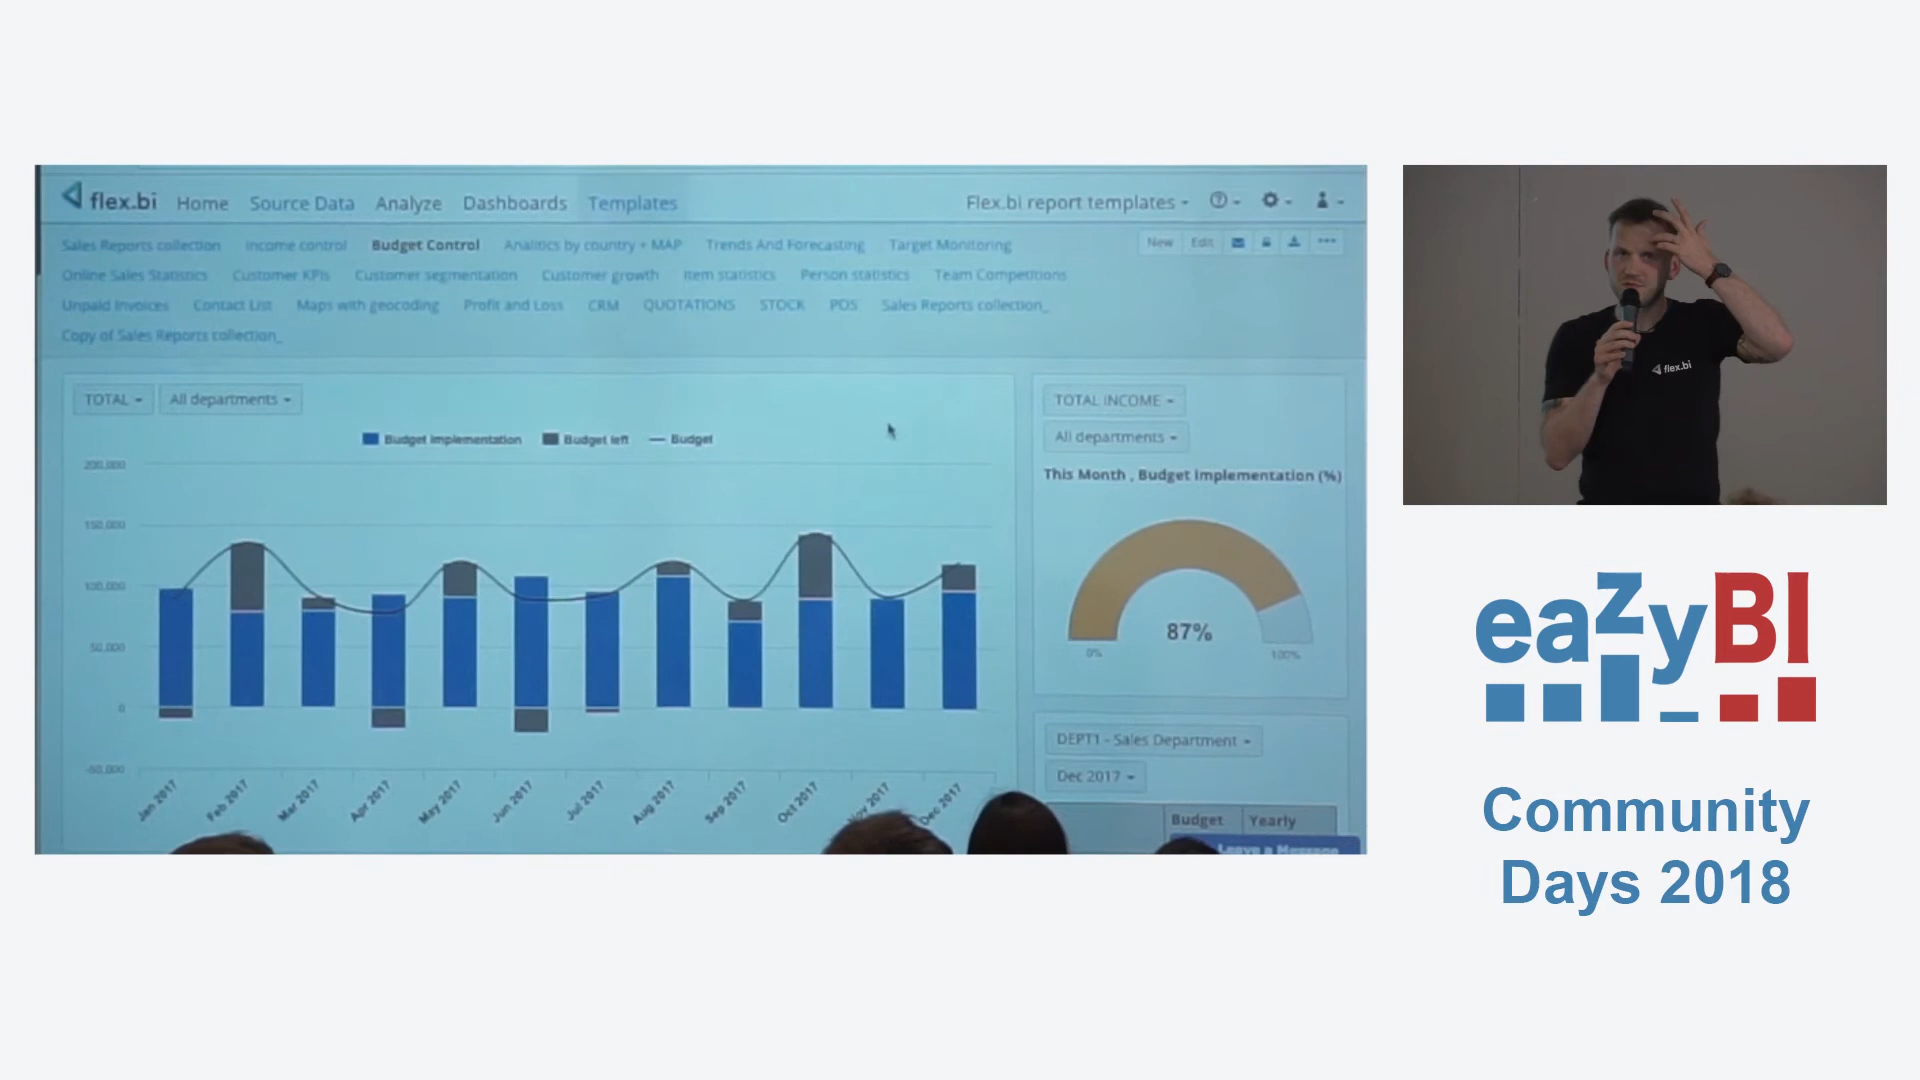 flex.bi Home Source Data Analyze Dashboards Templates Flex.bi report templates
Sales Reports collection Income control Budget Control Analitics by country + MAP Trends And Forecasting Target Monitoring New Edit
Online Sales Statistics Customer KPIs Customer segmentation Customer growth Item statistics Person statistics Team Competitions
Unpaid Invoices Contact List Maps with geocoding Profit and Loss CRM QUOTATIONS STOCK POS Sales Reports collection_
Copy of Sales Reports collection_
TOTAL All departments
Budget implementation Budget left Budget
200,000
150,000
100,000
50,000
0
-50,000
Jan 2017 Feb 2017 Mar 2017 Apr 2017 May 2017 Jun 2017 Jul 2017 Aug 2017 Sep 2017 Oct 2017 Nov 2017 Dec 2017
TOTAL INCOME
All departments
This Month , Budget implementation (%)
87%
0% 100%
DEPT1 - Sales Department
Dec 2017
Budget Yearly
Leave a Message
flex.bi
eazyBI
Community
Days 2018